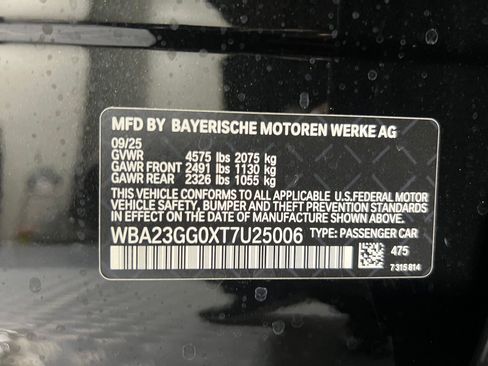 MFD BY BAYERISCHE MOTOREN WERKE AG
09/25
GVWR 4575 lbs 2075 kg
GAWR FRONT 2491 lbs 1130 kg
GAWR REAR 2326 lbs 1055 kg
THIS VEHICLE CONFORMS TO ALL APPLICABLE U.S.FEDERAL MOTOR
VEHICLE SAFETY, BUMPER AND THEFT PREVENTION STANDARDS
IN EFFECT ON THE DATE OF MANUFACTURE SHOWN ABOVE.
WBA23GG0XT7U25006 TYPE: PASSENGER CAR
475
7 315 814